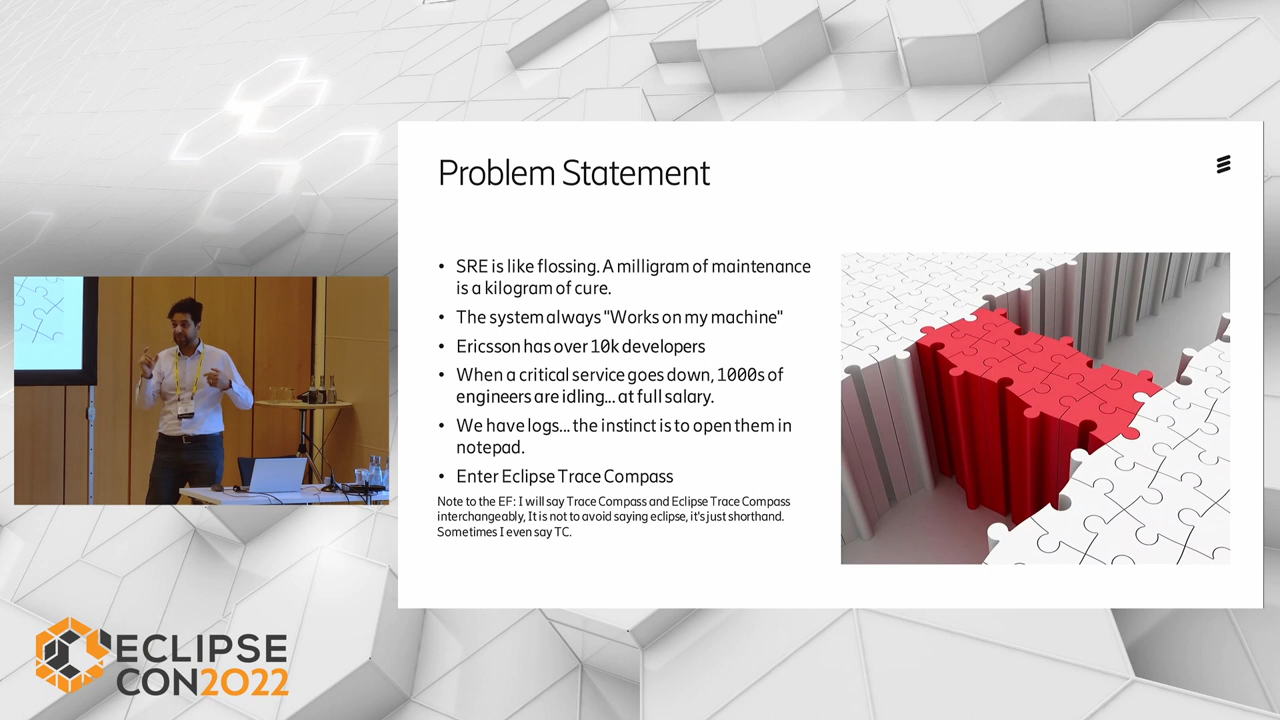 Problem Statement
• SRE is like flossing. A milligram of maintenance
is a kilogram of cure.
• The system always "Works on my machine"
• Ericsson has over 10k developers
• When a critical service goes down, 1000s of
engineers are idling... at full salary.
• We have logs... the instinct is to open them in
notepad.
• Enter Eclipse Trace Compass
Note to the EF: I will say Trace Compass and Eclipse Trace Compass
interchangeably, It is not to avoid saying eclipse, it's just shorthand.
Sometimes I even say TC.
ECLIPSE
CON2022